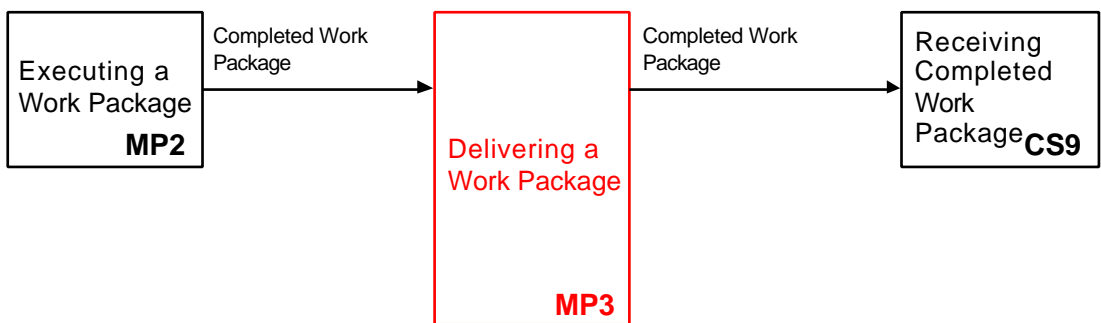 Executing a
Work Package
MP2
Completed Work
Package
Delivering a
Work Package
MP3
Completed Work
Package
Receiving
Completed
Work
Package
CS9